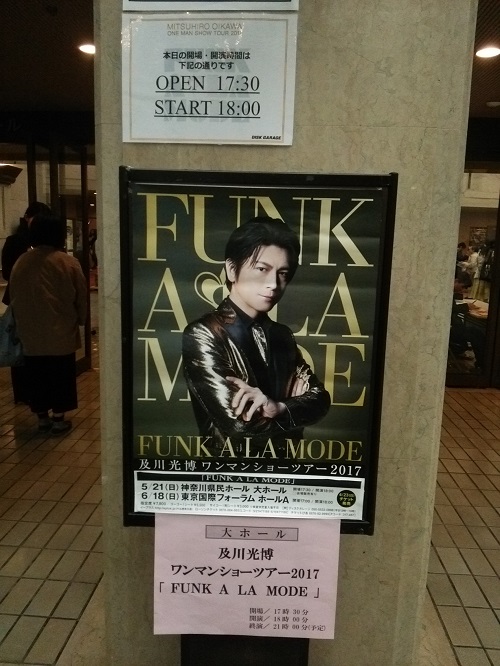 MITSUHIRO OIKAWA
ONE MAN SHOW TOUR
本日の開場・開演時間は
下記の通りです
OPEN 17:30
START 18:00
DISK GARAGE
FUNK
A LA
MODE
FUNK A LA MODE
及川光博 ワンマンショーツアー2017
「FUNK A LA MODE」
5/21(日) 神奈川県民ホール 大ホール
6/18(日) 東京国際フォーラム ホールA
大ホール
及川光博
ワンマンショーツアー2017
「 FUNK A LA MODE 」
開場/17時30分
開演/18時00分
終演/21時00分(予定)